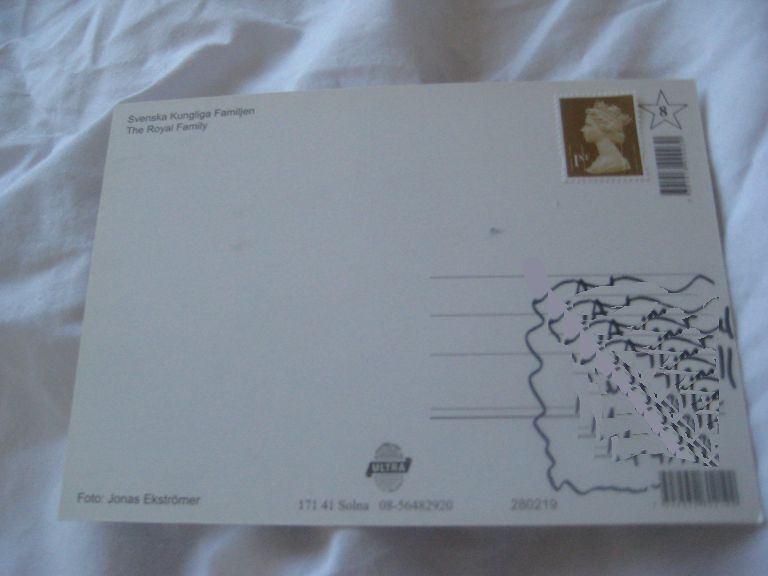 Svenska Kungliga Familjen
The Royal Family
1ST
8
ULTRA
Foto: Jonas Ekströmer
171 41 Solna 08-56482920
280219